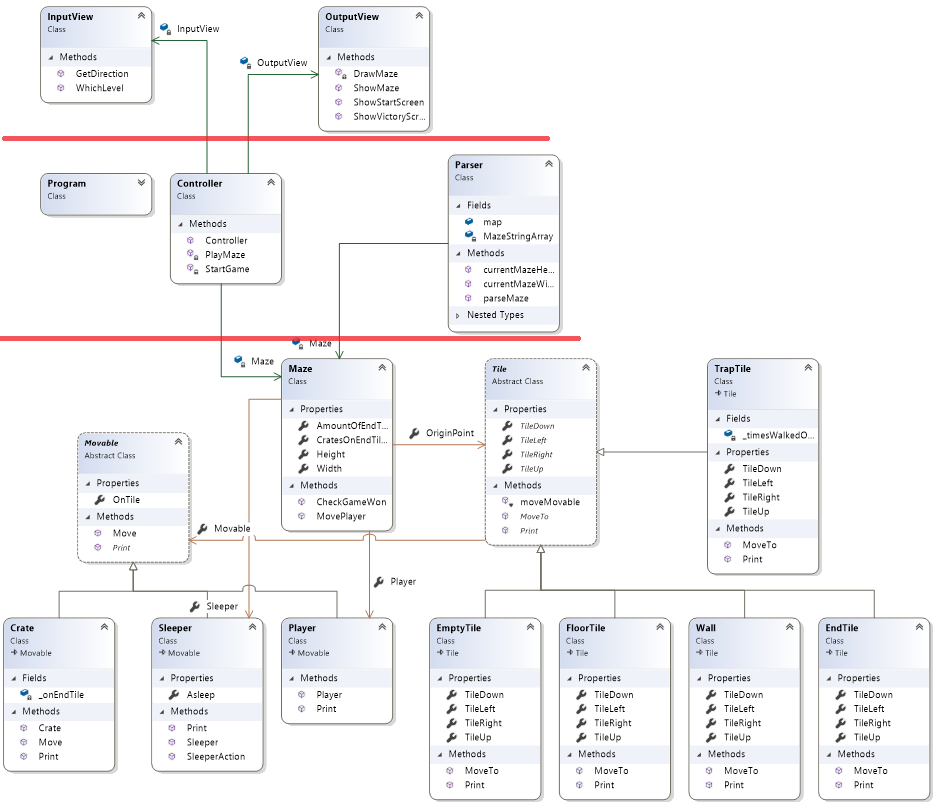 InputView
Class
Methods
GetDirection
WhichLevel
InputView
OutputView
OutputView
Class
Methods
DrawMaze
ShowMaze
ShowStartScreen
ShowVictoryScr...
Program
Class
Controller
Class
Methods
Controller
PlayMaze
StartGame
Parser
Class
Fields
map
MazeStringArray
Methods
currentMazeHe...
currentMazeWi...
parseMaze
Nested Types
Maze
Maze
Maze
Class
Properties
AmountOfEndT...
CratesOnEndTil...
Height
Width
Methods
CheckGameWon
MovePlayer
OriginPoint
Tile
Abstract Class
Properties
TileDown
TileLeft
TileRight
TileUp
Methods
moveMovable
MoveTo
Print
TrapTile
Class
Tile
Fields
_timesWalkedO...
Properties
TileDown
TileLeft
TileRight
TileUp
Methods
MoveTo
Print
Movable
Abstract Class
Properties
OnTile
Methods
Move
Print
Movable
Player
Sleeper
Crate
Class
Movable
Fields
_onEndTile
Methods
Crate
Move
Print
Sleeper
Class
Movable
Properties
Asleep
Methods
Print
Sleeper
SleeperAction
Player
Class
Movable
Methods
Player
Print
EmptyTile
Class
Tile
Properties
TileDown
TileLeft
TileRight
TileUp
Methods
MoveTo
Print
FloorTile
Class
Tile
Properties
TileDown
TileLeft
TileRight
TileUp
Methods
MoveTo
Print
Wall
Class
Tile
Properties
TileDown
TileLeft
TileRight
TileUp
Methods
MoveTo
Print
EndTile
Class
Tile
Properties
TileDown
TileLeft
TileRight
TileUp
Methods
MoveTo
Print